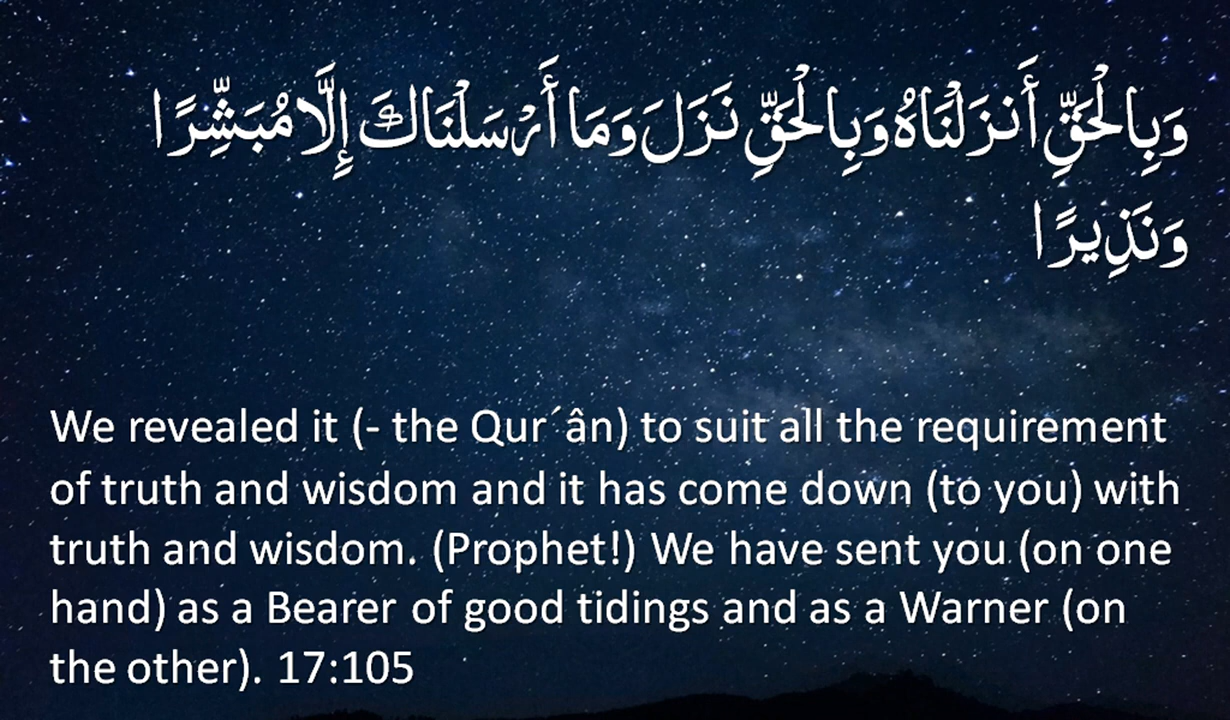 وَبِالْحَقِّ أَنزَلْنَاهُ وَبِالْحَقِّ نَزَلَ وَمَا أَرْسَلْنَاكَ إِلَّا مُبَشِّرًا
وَنَذِيرًا
We revealed it (- the Qur´ân) to suit all the requirement
of truth and wisdom and it has come down (to you) with
truth and wisdom. (Prophet!) We have sent you (on one
hand) as a Bearer of good tidings and as a Warner (on
the other). 17:105